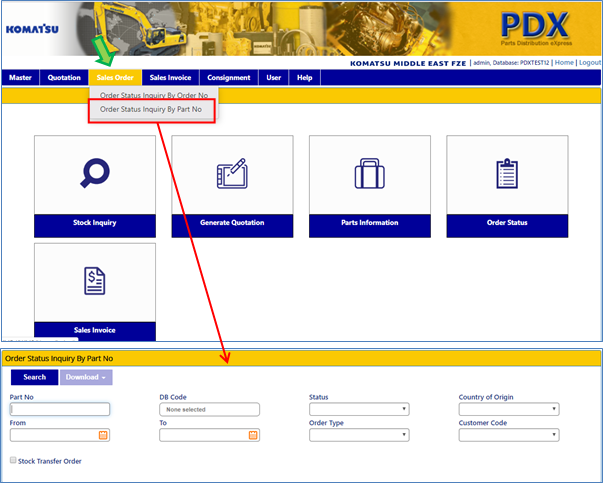 KOMATSU
PDX
Parts Distribution eXpress
KOMATSU MIDDLE EAST FZE | admin, Database: PDXTEST12 | Home | Logout
Master Quotation Sales Order Sales Invoice Consignment User Help
Order Status Inquiry By Order No
Order Status Inquiry By Part No
Stock Inquiry Generate Quotation Parts Information Order Status
Sales Invoice
Order Status Inquiry By Part No
Search Download
Part No DB Code Status Country of Origin
None selected
From To Order Type Customer Code
Stock Transfer Order